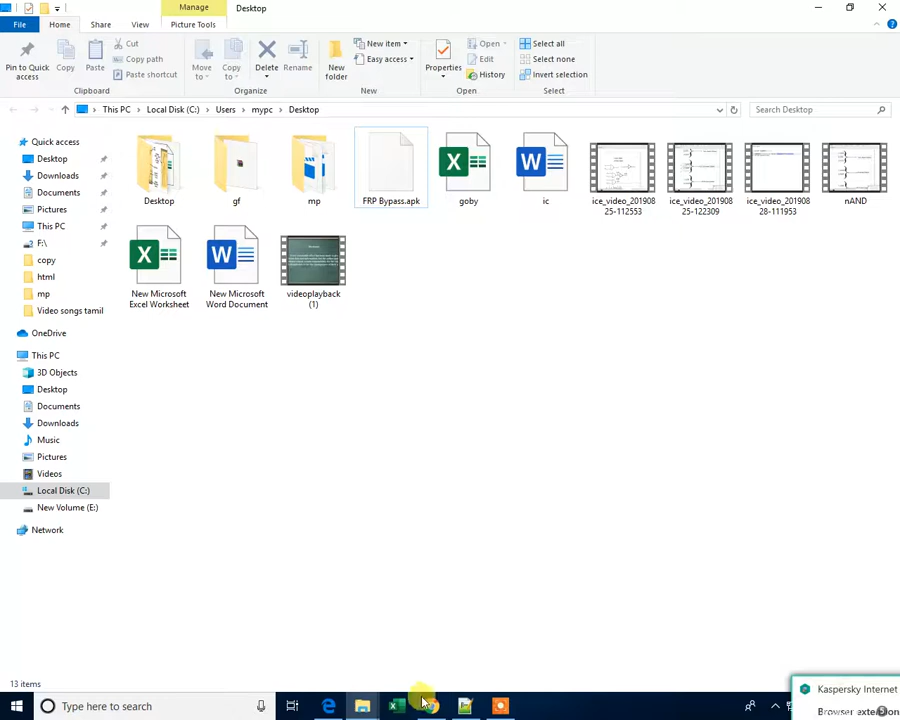 Manage
Desktop
File
Home
Share
View
Picture Tools
Pin to Quick
access
Copy
Paste
Cut
Copy path
Paste shortcut
Clipboard
Move
to
Copy
to
Delete
Rename
Organize
New
folder
New item
Easy access
New
Properties
Open
Edit
History
Open
Select all
Select none
Invert selection
Select
This PC
Local Disk (C:)
Users
mypc
Desktop
Search Desktop
Quick access
Desktop
Downloads
Documents
Pictures
This PC
F:\
copy
html
mp
Video songs tamil
OneDrive
This PC
3D Objects
Desktop
Documents
Downloads
Music
Pictures
Videos
Local Disk (C:)
New Volume (E:)
Network
Desktop
gf
mp
FRP Bypass.apk
goby
ic
ice_video_201908
25-112553
ice_video_201908
25-122309
ice_video_201908
28-111953
nAND
New Microsoft
Excel Worksheet
New Microsoft
Word Document
videoplayback
(1)
13 items
Type here to search
Kaspersky Internet